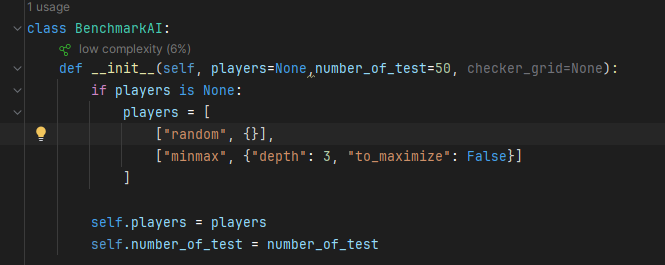 1 usage
class BenchmarkAI:
low complexity (6%)
    def __init__(self, players=None,number_of_test=50, checker_grid=None):
        if players is None:
            players = [
                ["random", {}],
                ["minmax", {"depth": 3, "to_maximize": False}]
            ]
        self.players = players
        self.number_of_test = number_of_test